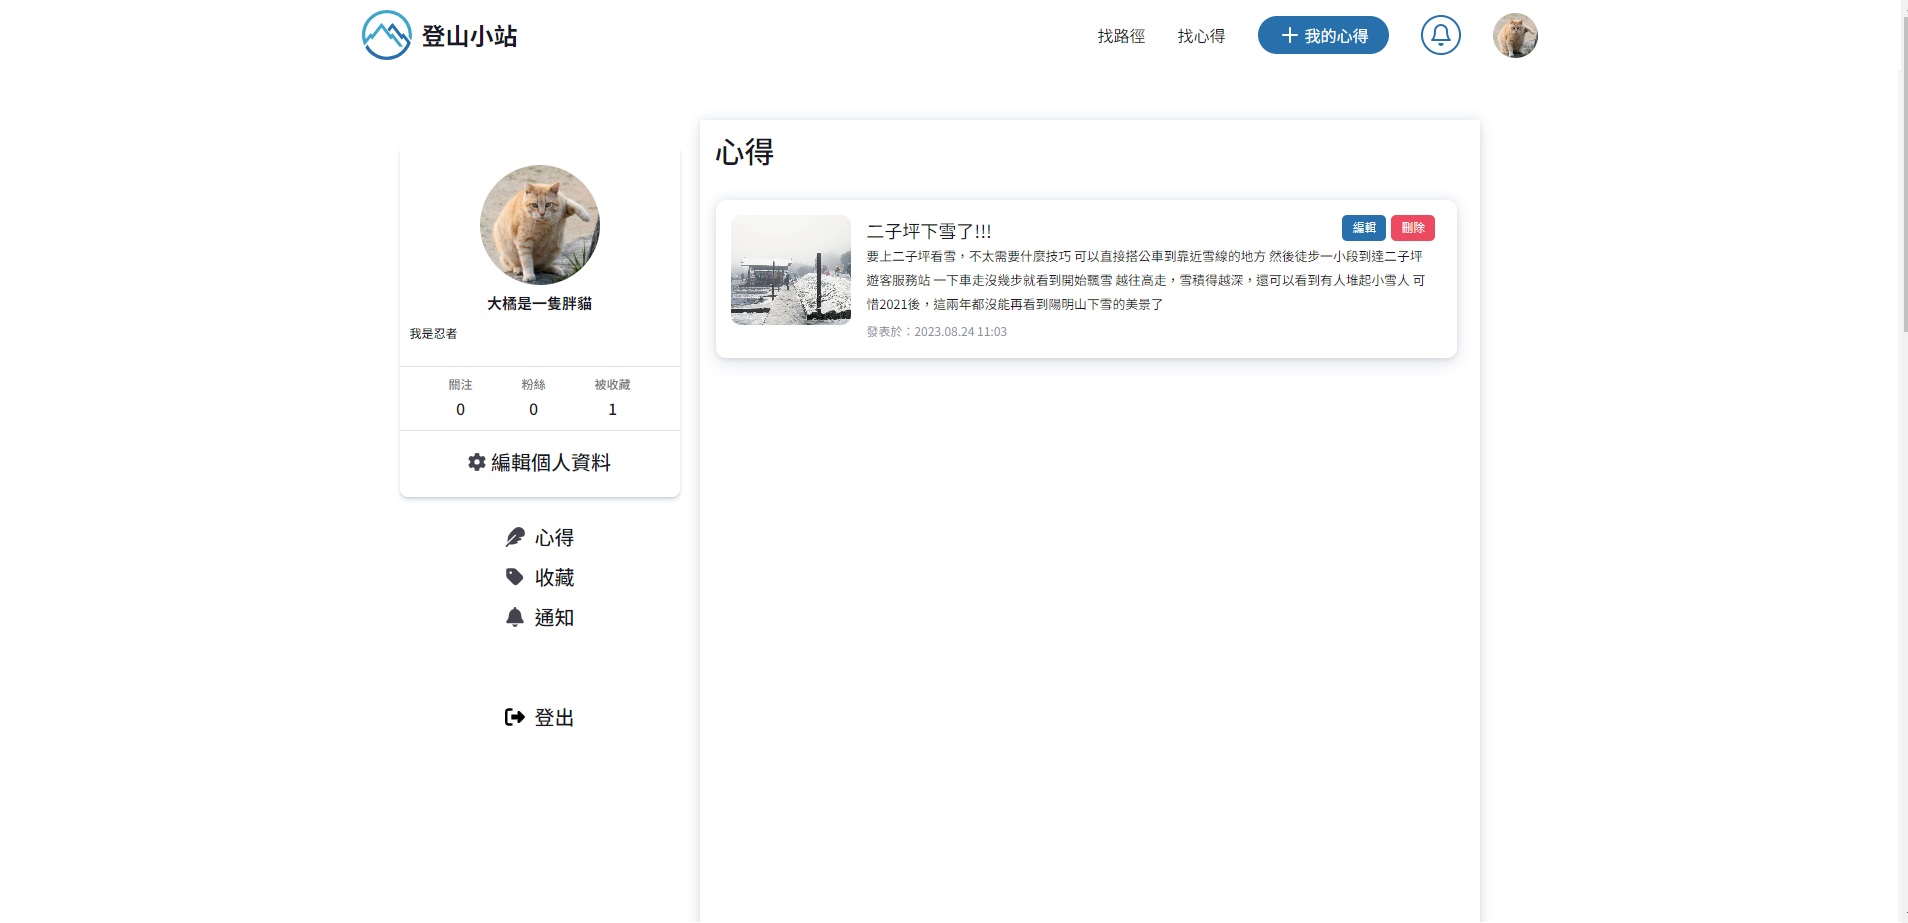 登山小站
找路徑
找心得
我的心得
大橘是一隻胖貓
我是忍者
關注
粉絲
被收藏
0
0
1
編輯個人資料
心得
收藏
通知
登出
心得
二子坪下雪了!!!
編輯
刪除
要上二子坪看雪，不太需要什麼技巧 可以直接搭公車到靠近雪線的地方 然後徒步一小段到達二子坪
遊客服務站 一下車走沒幾步就看到開始飄雪 越往高走，雪積得越深，還可以看到有人堆起小雪人 可
惜2021後，這兩年都沒能再看到陽明山下雪的美景了
發表於：2023.08.24 11:03